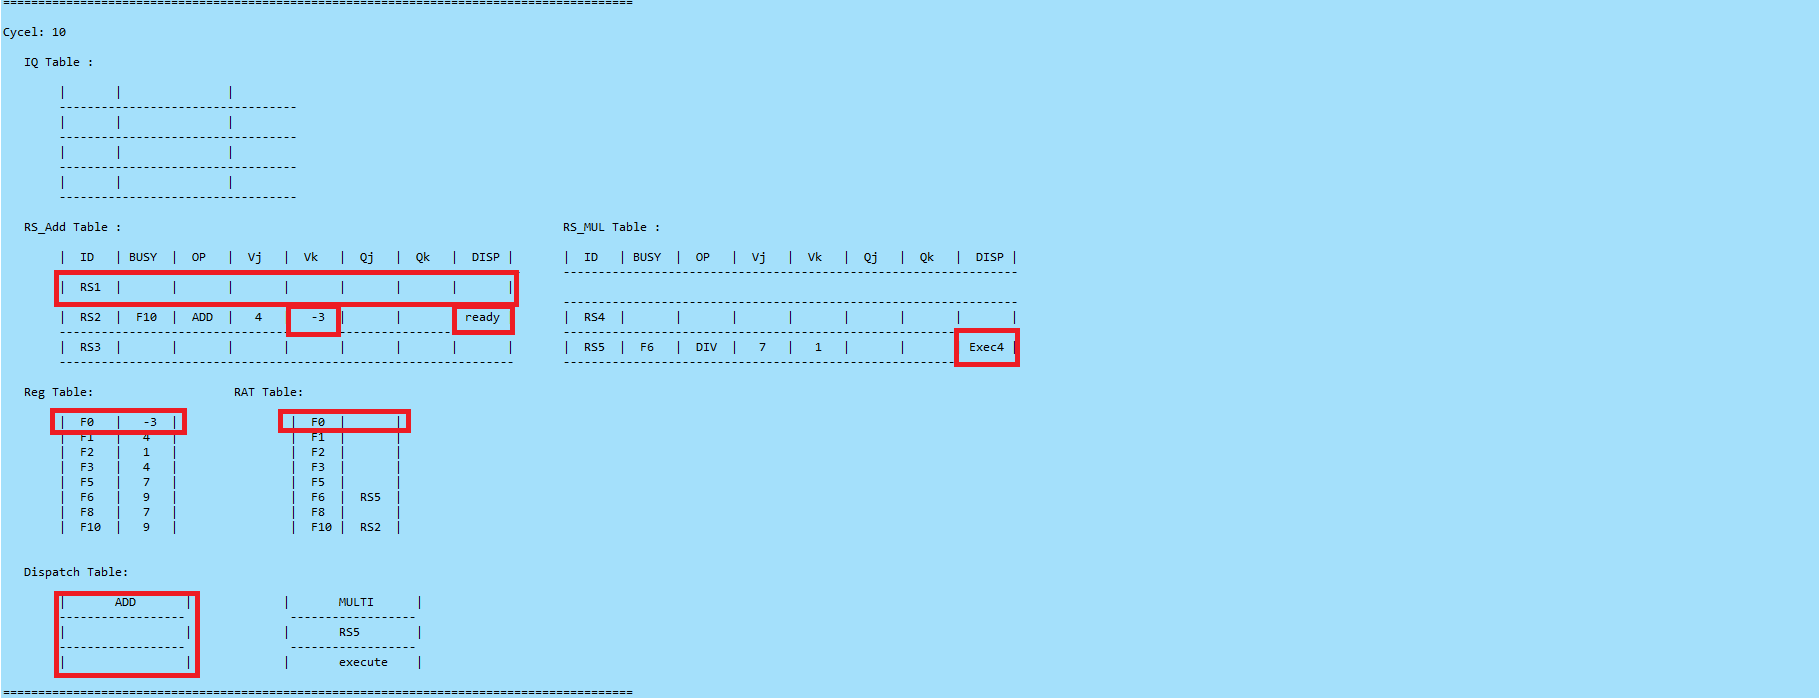 Cycel: 10
IQ Table :
RS_Add Table : RS_MUL Table :
| ID | BUSY | OP | Vj | Vk | Qj | Qk | DISP | | ID | BUSY | OP | Vj | Vk | Qj | Qk | DISP |
| RS1 | | | | | | | |
| RS2 | F10 | ADD | 4 | -3 | | | ready | RS4 | | | | | | | |
| RS3 | | | | | | | | | RS5 | F6 | DIV | 7 | 1 | | | Exec4 |
Reg Table: RAT Table:
| F0 | -3 | | F0 | |
| F1 | 4 | | F1 | |
| F2 | 1 | | F2 | |
| F3 | 4 | | F3 | |
| F5 | 7 | | F5 | |
| F6 | 9 | | F6 | RS5 |
| F8 | 7 | | F8 | |
| F10 | 9 | | F10 | RS2 |
Dispatch Table:
| ADD | | MULTI |
| | | RS5 |
| | | execute |